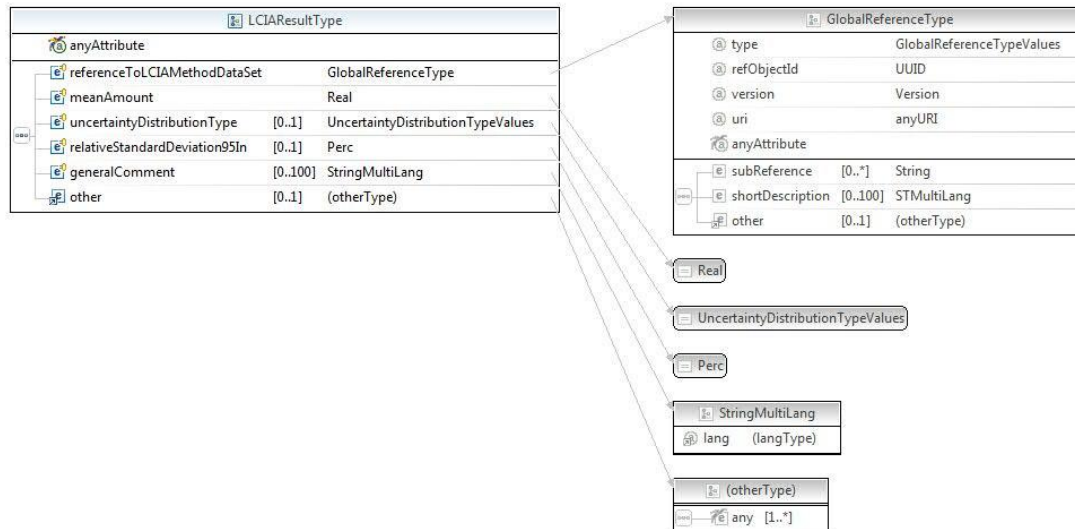 LCIAResultType
anyAttribute
referenceToLCIAMethodDataSet GlobalReferenceType
meanAmount Real
uncertaintyDistributionType [0..1] UncertaintyDistributionTypeValues
relativeStandardDeviation95In [0..1] Perc
generalComment [0..100] StringMultiLang
other [0..1] (otherType)
GlobalReferenceType
type GlobalReferenceTypeValues
refObjectId UUID
version Version
uri anyURI
anyAttribute
subReference [0..*] String
shortDescription [0..100] STMultiLang
other [0..1] (otherType)
Real
UncertaintyDistributionTypeValues
Perc
StringMultiLang
lang (langType)
(otherType)
any [1..*]